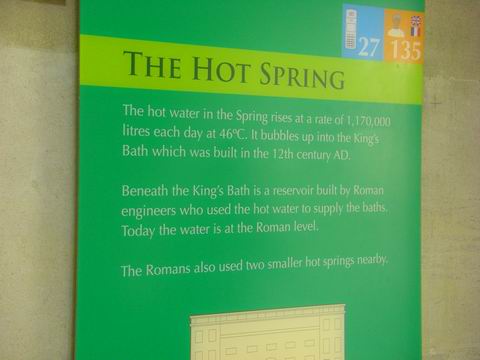 27 135
THE HOT SPRING
The hot water in the Spring rises at a rate of 1,170,000
litres each day at 46ºC. It bubbles up into the King's
Bath which was built in the 12th century AD.
Beneath the King's Bath is a reservoir built by Roman
engineers who used the hot water to supply the baths.
Today the water is at the Roman level.
The Romans also used two smaller hot springs nearby.